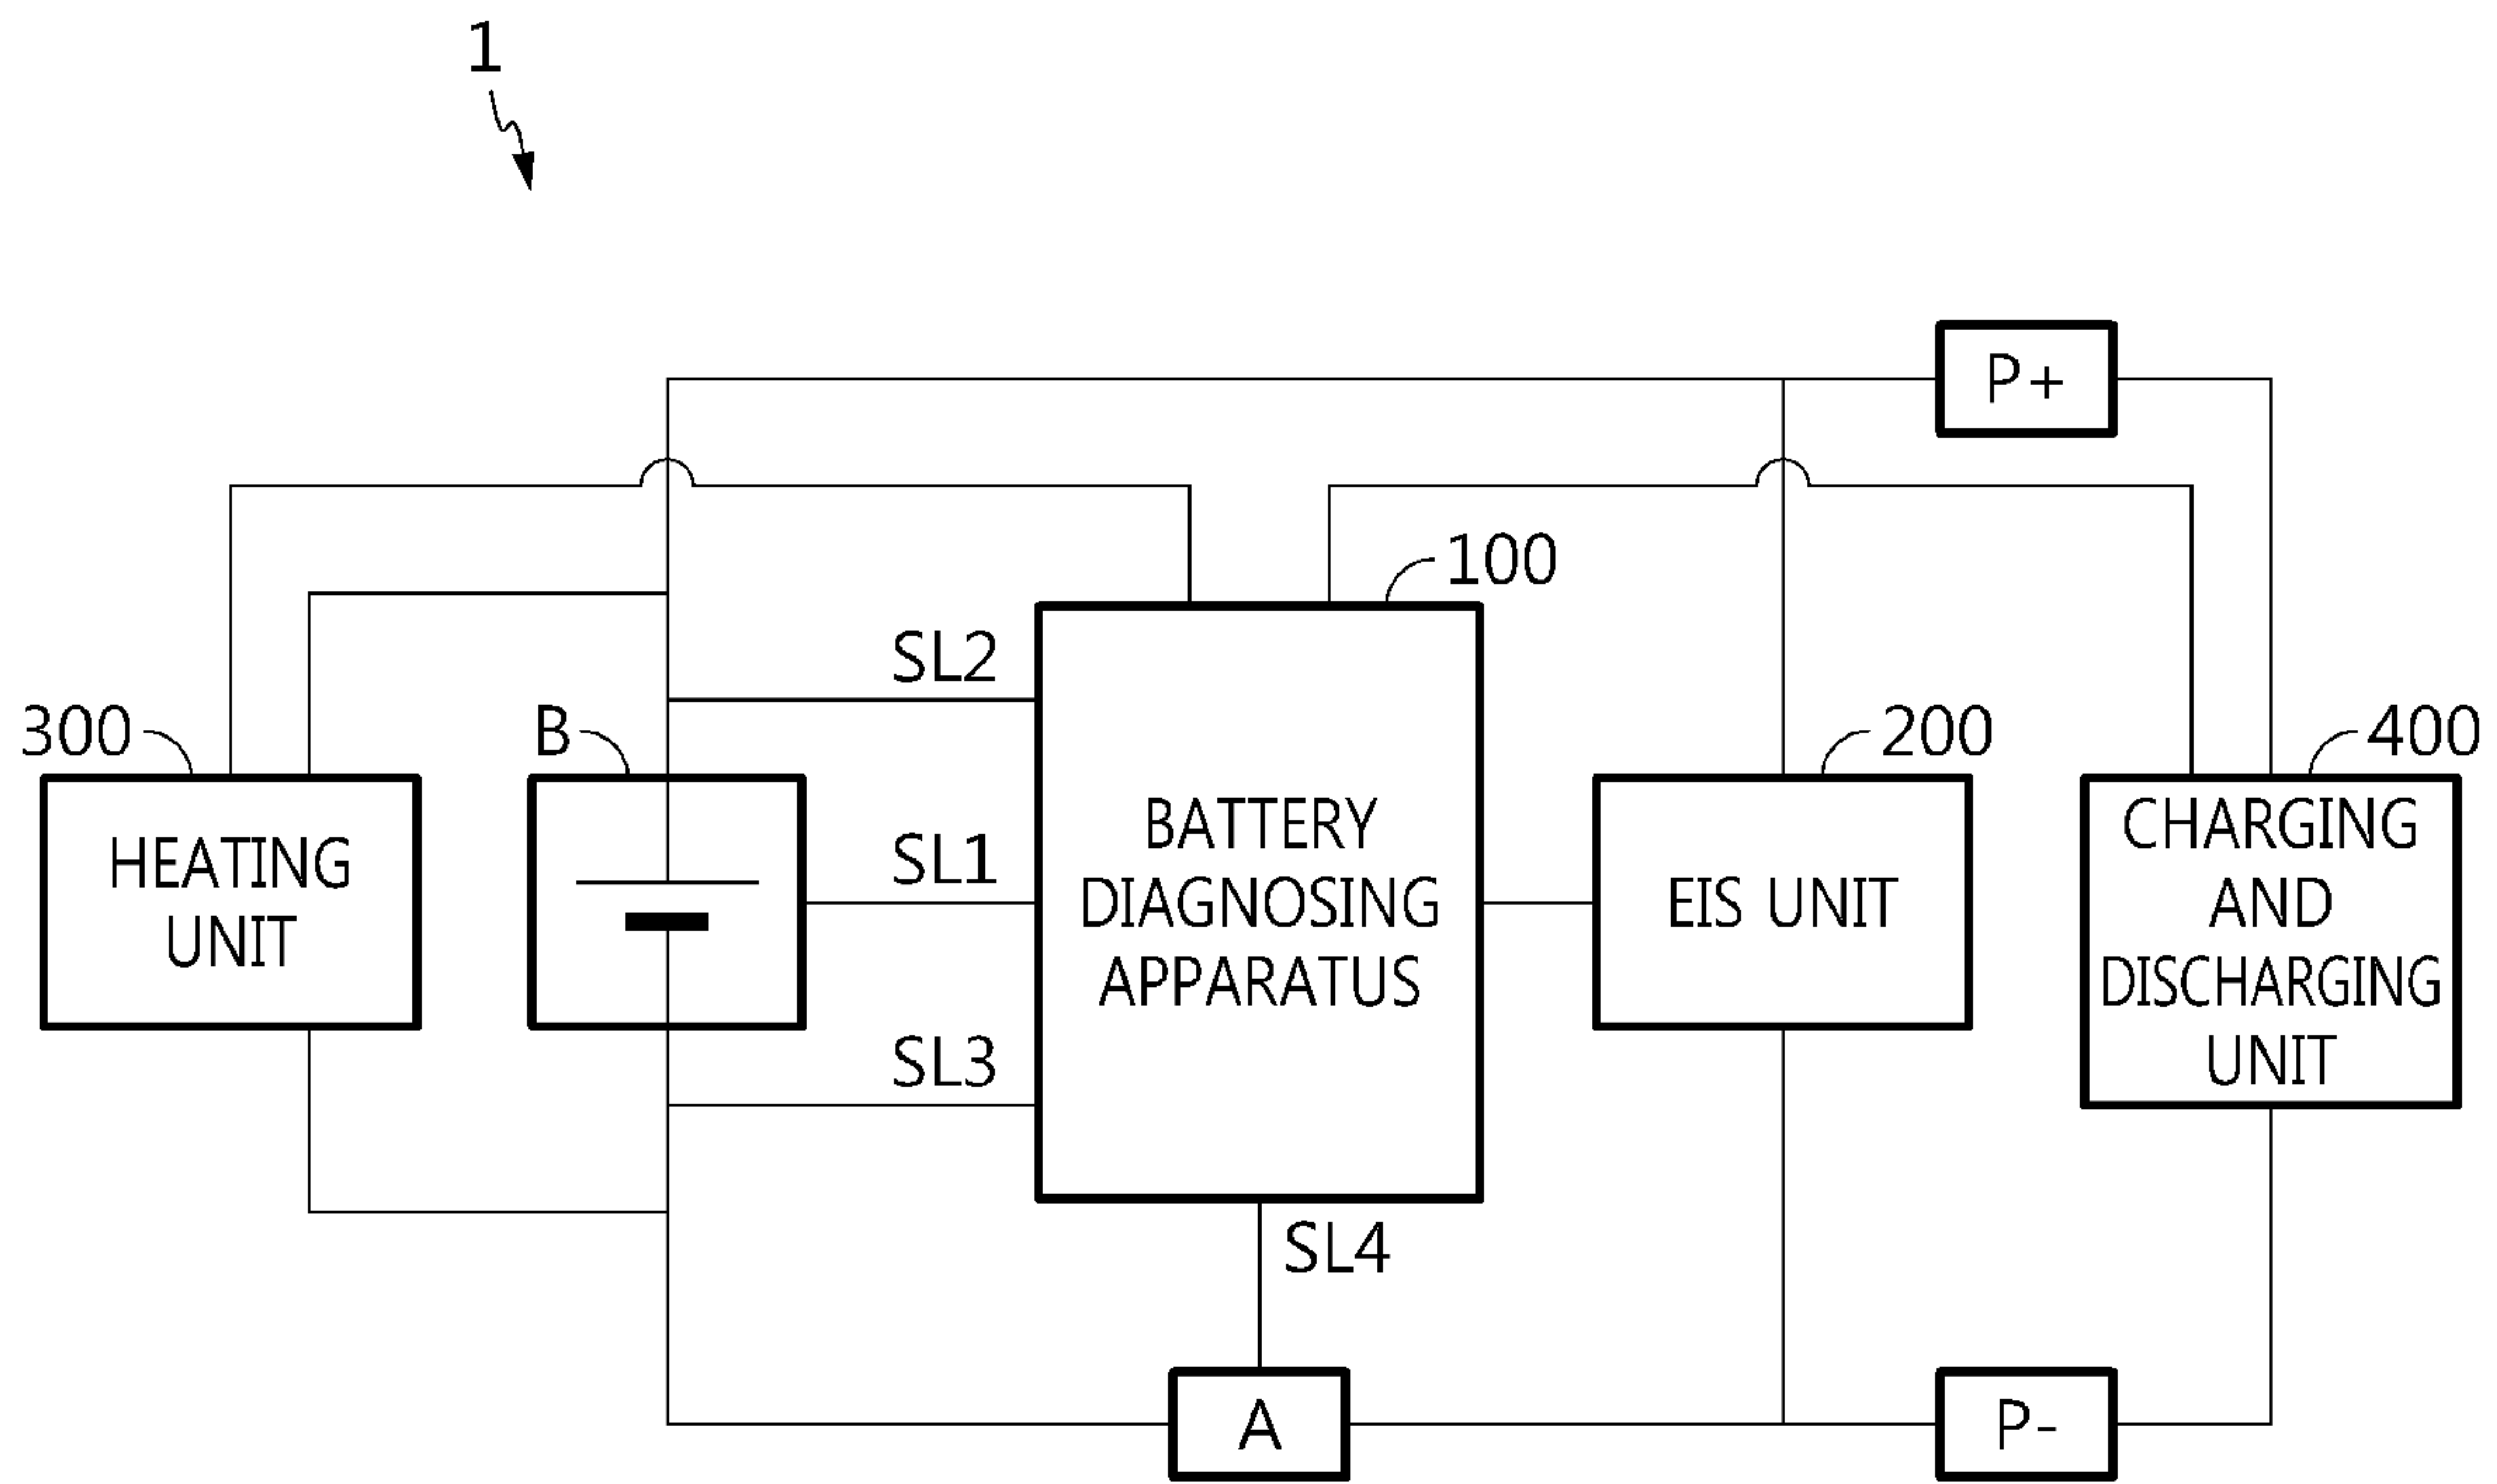 1
P+
100
SL2
300
B
200
400
HEATING
UNIT
SL1
BATTERY
DIAGNOSING
APPARATUS
EIS UNIT
CHARGING
AND
DISCHARGING
UNIT
SL3
SL4
A
P-